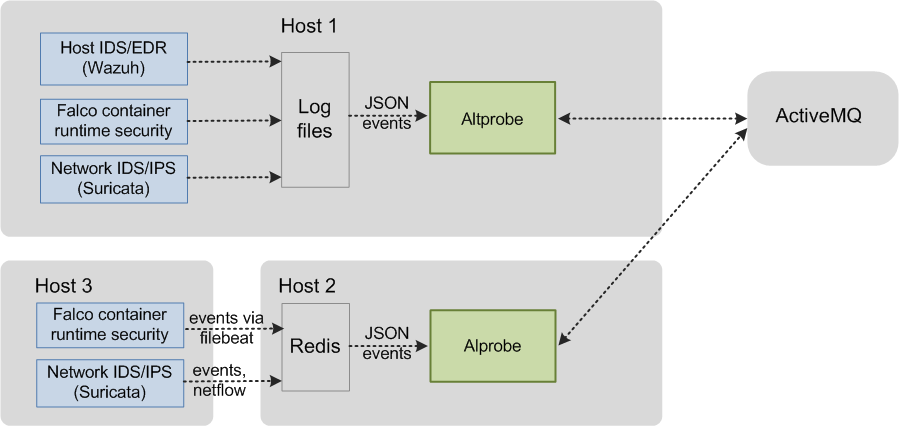 Host 1
Host IDS/EDR
(Wazuh)
Falco container
runtime security
Network IDS/IPS
(Suricata)
Log
files
JSON
events
Altprobe
ActiveMQ
Host 3
Falco container
runtime security
Network IDS/IPS
(Suricata)
events via
filebeat
events,
netflow
Host 2
Redis
JSON
events
Alprobe